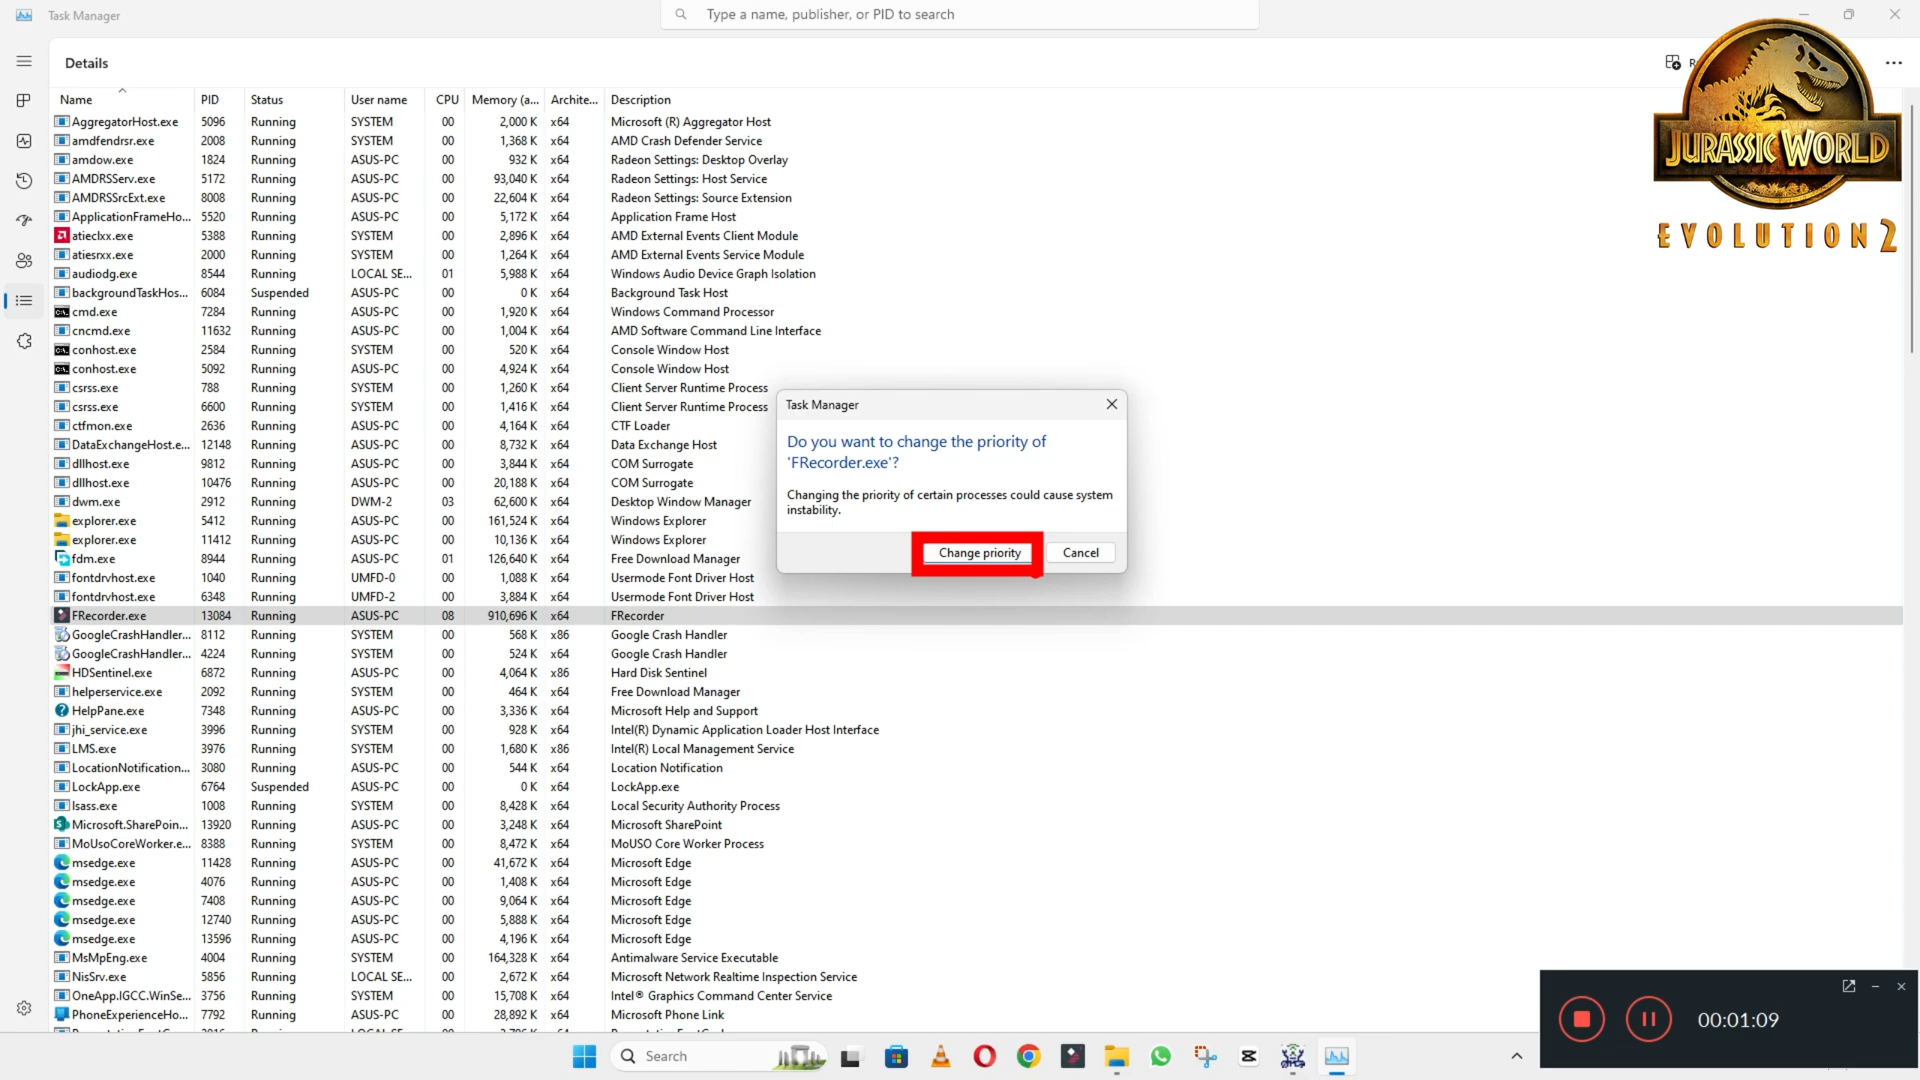 Task Manager
Type a name, publisher, or PID to search
Details
JURASSIC WORLD
EVOLUTION 2
Name PID Status User name CPU Memory (a... Archite... Description
AggregatorHost.exe 5096 Running SYSTEM 00 2,000 K x64 Microsoft (R) Aggregator Host
amdfendrsr.exe 2008 Running SYSTEM 00 1,368 K x64 AMD Crash Defender Service
amdow.exe 1824 Running ASUS-PC 00 932 K x64 Radeon Settings: Desktop Overlay
AMDRSServ.exe 5172 Running ASUS-PC 00 93,040 K x64 Radeon Settings: Host Service
AMDRSSrcExt.exe 8008 Running ASUS-PC 00 22,604 K x64 Radeon Settings: Source Extension
ApplicationFrameHo... 5520 Running ASUS-PC 00 5,172 K x64 Application Frame Host
atieclxx.exe 5388 Running SYSTEM 00 2,896 K x64 AMD External Events Client Module
atiesrxx.exe 2000 Running SYSTEM 00 1,264 K x64 AMD External Events Service Module
audiodg.exe 8544 Running LOCAL SE... 01 5,988 K x64 Windows Audio Device Graph Isolation
backgroundTaskHos... 6084 Suspended ASUS-PC 00 0 K x64 Background Task Host
cmd.exe 7284 Running ASUS-PC 00 1,920 K x64 Windows Command Processor
cncmd.exe 11632 Running ASUS-PC 00 1,004 K x64 AMD Software Command Line Interface
conhost.exe 2584 Running SYSTEM 00 520 K x64 Console Window Host
conhost.exe 5092 Running ASUS-PC 00 4,924 K x64 Console Window Host
csrss.exe 788 Running SYSTEM 00 1,260 K x64 Client Server Runtime Process
csrss.exe 6600 Running SYSTEM 00 1,416 K x64 Client Server Runtime Process
ctfmon.exe 2636 Running ASUS-PC 00 4,164 K x64 CTF Loader
DataExchangeHost.e... 12148 Running ASUS-PC 00 8,732 K x64 Data Exchange Host
dllhost.exe 9812 Running ASUS-PC 00 3,844 K x64 COM Surrogate
dllhost.exe 10476 Running ASUS-PC 00 20,188 K x64 COM Surrogate
dwm.exe 2912 Running DWM-2 03 62,600 K x64 Desktop Window Manager
explorer.exe 5412 Running ASUS-PC 00 161,524 K x64 Windows Explorer
explorer.exe 11412 Running ASUS-PC 00 10,136 K x64 Windows Explorer
fdm.exe 8944 Running ASUS-PC 01 126,640 K x64 Free Download Manager
fontdrvhost.exe 1040 Running UMFD-0 00 1,088 K x64 Usermode Font Driver Host
fontdrvhost.exe 6348 Running UMFD-2 00 3,884 K x64 Usermode Font Driver Host
FRecorder.exe 13084 Running ASUS-PC 08 910,696 K x64 FRecorder
GoogleCrashHandler... 8112 Running SYSTEM 00 568 K x86 Google Crash Handler
GoogleCrashHandler... 4224 Running SYSTEM 00 524 K x64 Google Crash Handler
HDSentinel.exe 6872 Running ASUS-PC 00 4,064 K x86 Hard Disk Sentinel
helperservice.exe 2092 Running SYSTEM 00 464 K x64 Free Download Manager
HelpPane.exe 7348 Running ASUS-PC 00 3,336 K x64 Microsoft Help and Support
jhi_service.exe 3996 Running SYSTEM 00 928 K x64 Intel(R) Dynamic Application Loader Host Interface
LMS.exe 3976 Running SYSTEM 00 1,680 K x86 Intel(R) Local Management Service
LocationNotification... 3080 Running ASUS-PC 00 544 K x64 Location Notification
LockApp.exe 6764 Suspended ASUS-PC 00 0 K x64 LockApp.exe
lsass.exe 1008 Running SYSTEM 00 8,428 K x64 Local Security Authority Process
Microsoft.SharePoin... 13920 Running ASUS-PC 00 3,248 K x64 Microsoft SharePoint
MoUsoCoreWorker.e... 8388 Running SYSTEM 00 8,472 K x64 MoUSO Core Worker Process
msedge.exe 11428 Running ASUS-PC 00 41,672 K x64 Microsoft Edge
msedge.exe 4076 Running ASUS-PC 00 1,408 K x64 Microsoft Edge
msedge.exe 7408 Running ASUS-PC 00 9,064 K x64 Microsoft Edge
msedge.exe 12740 Running ASUS-PC 00 5,888 K x64 Microsoft Edge
msedge.exe 13596 Running ASUS-PC 00 4,196 K x64 Microsoft Edge
MsMpEng.exe 4004 Running SYSTEM 00 164,328 K x64 Antimalware Service Executable
NisSrv.exe 5856 Running LOCAL SE... 00 2,672 K x64 Microsoft Network Realtime Inspection Service
OneApp.IGCC.WinSe... 3756 Running SYSTEM 00 15,708 K x64 Intel® Graphics Command Center Service
PhoneExperienceHo... 7792 Running ASUS-PC 00 28,892 K x64 Microsoft Phone Link
Task Manager
Do you want to change the priority of
'FRecorder.exe'?
Changing the priority of certain processes could cause system
instability.
Change priority Cancel
00:01:09
Search